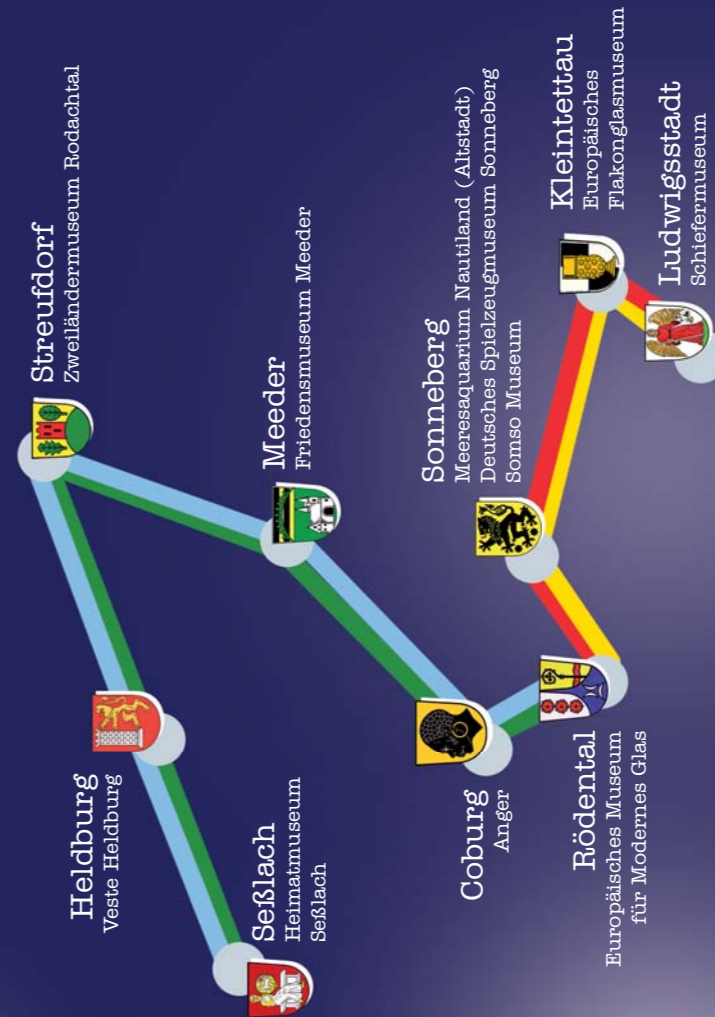 Streufdorf
Zweiländermuseum Rodachtal
Heldburg
Veste Heldburg
Seßlach
Heimatmuseum
Seßlach
Meeder
Friedensmuseum Meeder
Coburg
Anger
Rödental
Europäisches Museum
für Modernes Glas
Sonneberg
Meeresaquarium Nautiland (Altstadt)
Deutsches Spielzeugmuseum Sonneberg
Somso Museum
Kleintettau
Europäisches
Flakonglasmuseum
Ludwigsstadt
Schiefermuseum